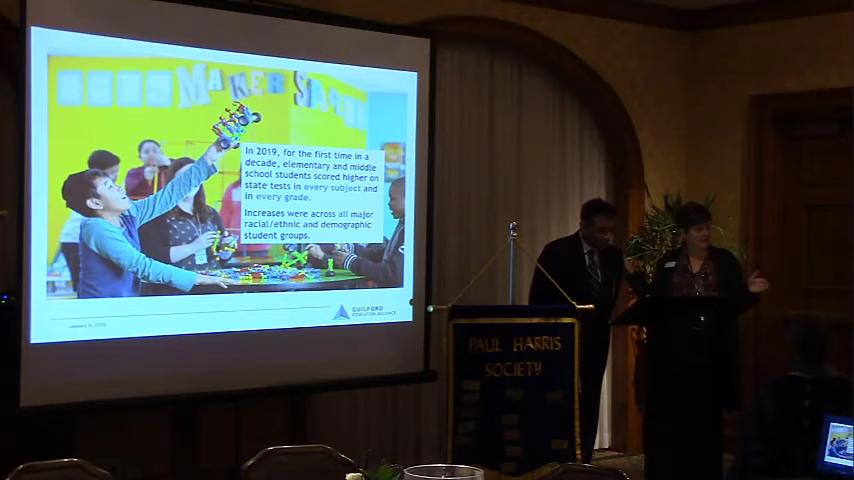 MAKER SPACE
In 2019, for the first time in a
decade, elementary and middle
school students scored higher on
state tests in every subject and
in every grade.
Increases were across all major
racial/ethnic and demographic
student groups.
GUILFORD
EDUCATION ALLIANCE
PAUL HARRIS
SOCIETY